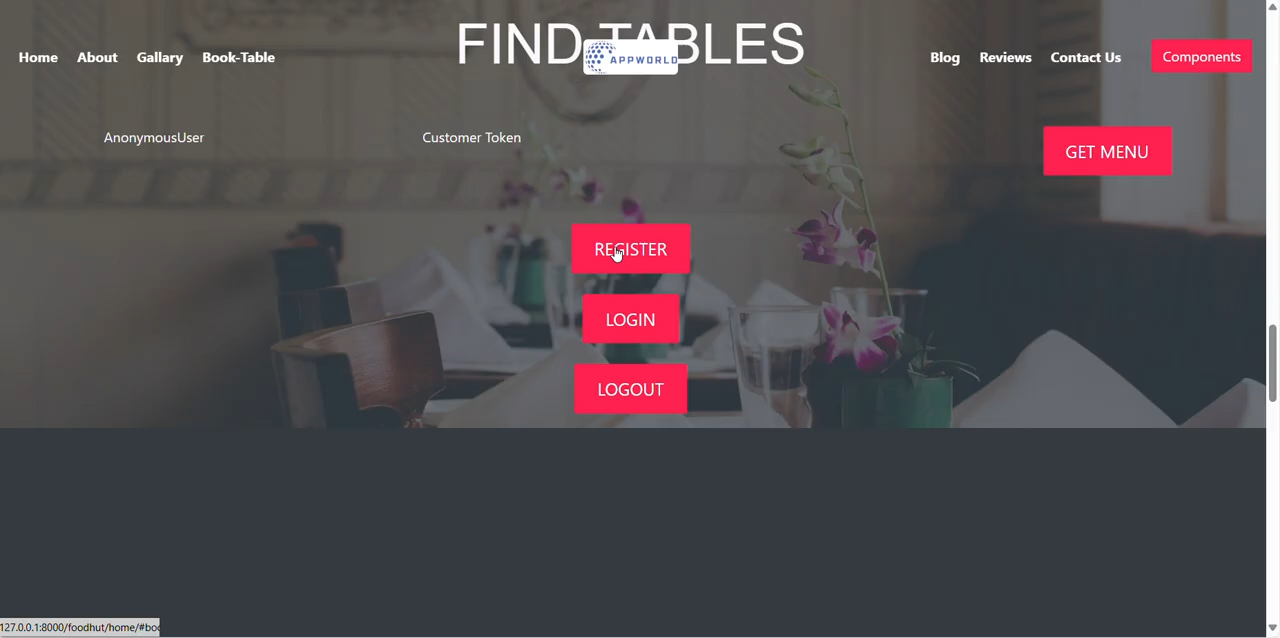 FIND TABLES
Home About Gallary Book-Table
APPWORLD
Blog Reviews Contact Us Components
AnonymousUser Customer Token
GET MENU
REGISTER
LOGIN
LOGOUT
127.0.0.1:8000/foodhut/home/#boo